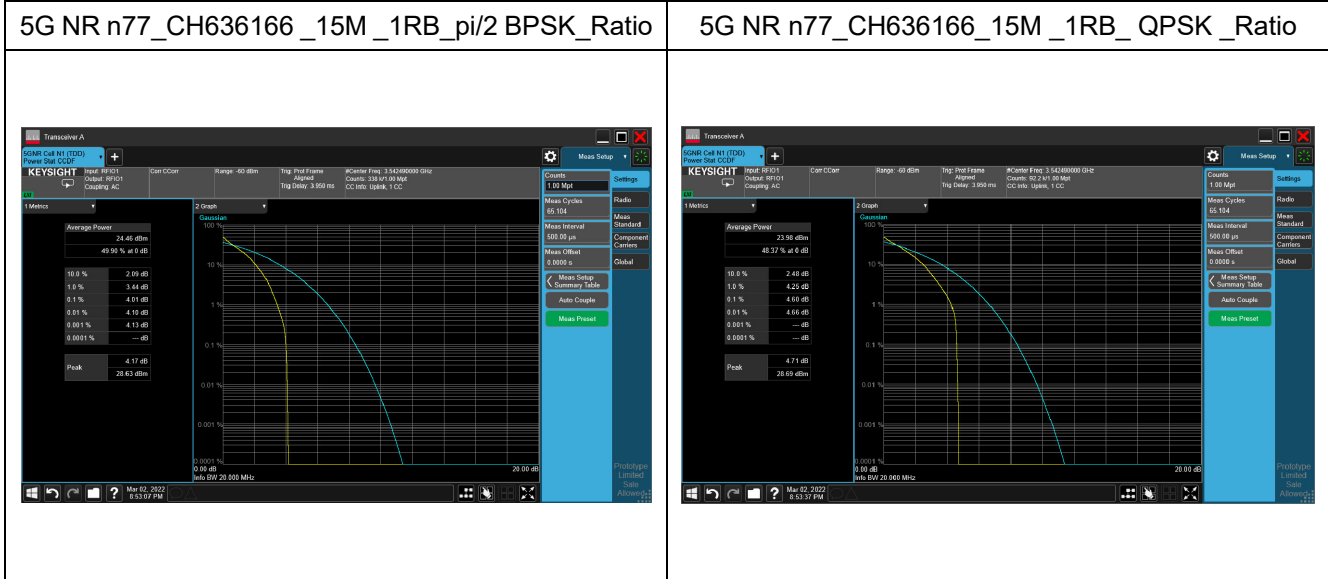 5G NR n77_CH636166 _15M _1RB_pi/2 BPSK_Ratio
Transceiver A
5GNR Cell N1 (TDD)
Power Stat CCDF
Meas Setup
KEYSIGHT
Input: RFIO1
Output: RFIO1
Coupling: AC
Corr CCorr
Range: -60 dBm
Trig: Prot Frame
Aligned
Trig Delay: 3.950 ms
#Center Freq: 3.542490000 GHz
Counts: 338 k/1.00 Mpt
CC Info: Uplink, 1 CC
1 Metrics
Average Power
24.46 dBm
49.90 % at 0 dB
10.0 % 2.09 dB
1.0 % 3.44 dB
0.1 % 4.01 dB
0.01 % 4.10 dB
0.001 % 4.13 dB
0.0001 % --- dB
Peak
4.17 dB
28.63 dBm
2 Graph
Gaussian
100 %
10 %
1 %
0.1 %
0.01 %
0.001 %
0.0001 %
0.00 dB
20.00 dB
Info BW 20.000 MHz
Counts
1.00 Mpt
Meas Cycles
65.104
Meas Interval
500.00 µs
Meas Offset
0.0000 s
Meas Setup
Summary Table
Auto Couple
Meas Preset
Settings
Radio
Meas
Standard
Component
Carriers
Global
Prototype
Limited
Sale
Allowed
Mar 02, 2022
8:53:07 PM
5G NR n77_CH636166_15M _1RB_ QPSK _Ratio
Transceiver A
5GNR Cell N1 (TDD)
Power Stat CCDF
Meas Setup
KEYSIGHT
Input: RFIO1
Output: RFIO1
Coupling: AC
Corr CCorr
Range: -60 dBm
Trig: Prot Frame
Aligned
Trig Delay: 3.950 ms
#Center Freq: 3.542490000 GHz
Counts: 92.2 k/1.00 Mpt
CC Info: Uplink, 1 CC
1 Metrics
Average Power
23.98 dBm
48.37 % at 0 dB
10.0 % 2.48 dB
1.0 % 4.25 dB
0.1 % 4.60 dB
0.01 % 4.66 dB
0.001 % --- dB
0.0001 % --- dB
Peak
4.71 dB
28.69 dBm
2 Graph
Gaussian
100 %
10 %
1 %
0.1 %
0.01 %
0.001 %
0.0001 %
0.00 dB
20.00 dB
Info BW 20.000 MHz
Counts
1.00 Mpt
Meas Cycles
65.104
Meas Interval
500.00 µs
Meas Offset
0.0000 s
Meas Setup
Summary Table
Auto Couple
Meas Preset
Settings
Radio
Meas
Standard
Component
Carriers
Global
Prototype
Limited
Sale
Allowed
Mar 02, 2022
8:53:37 PM